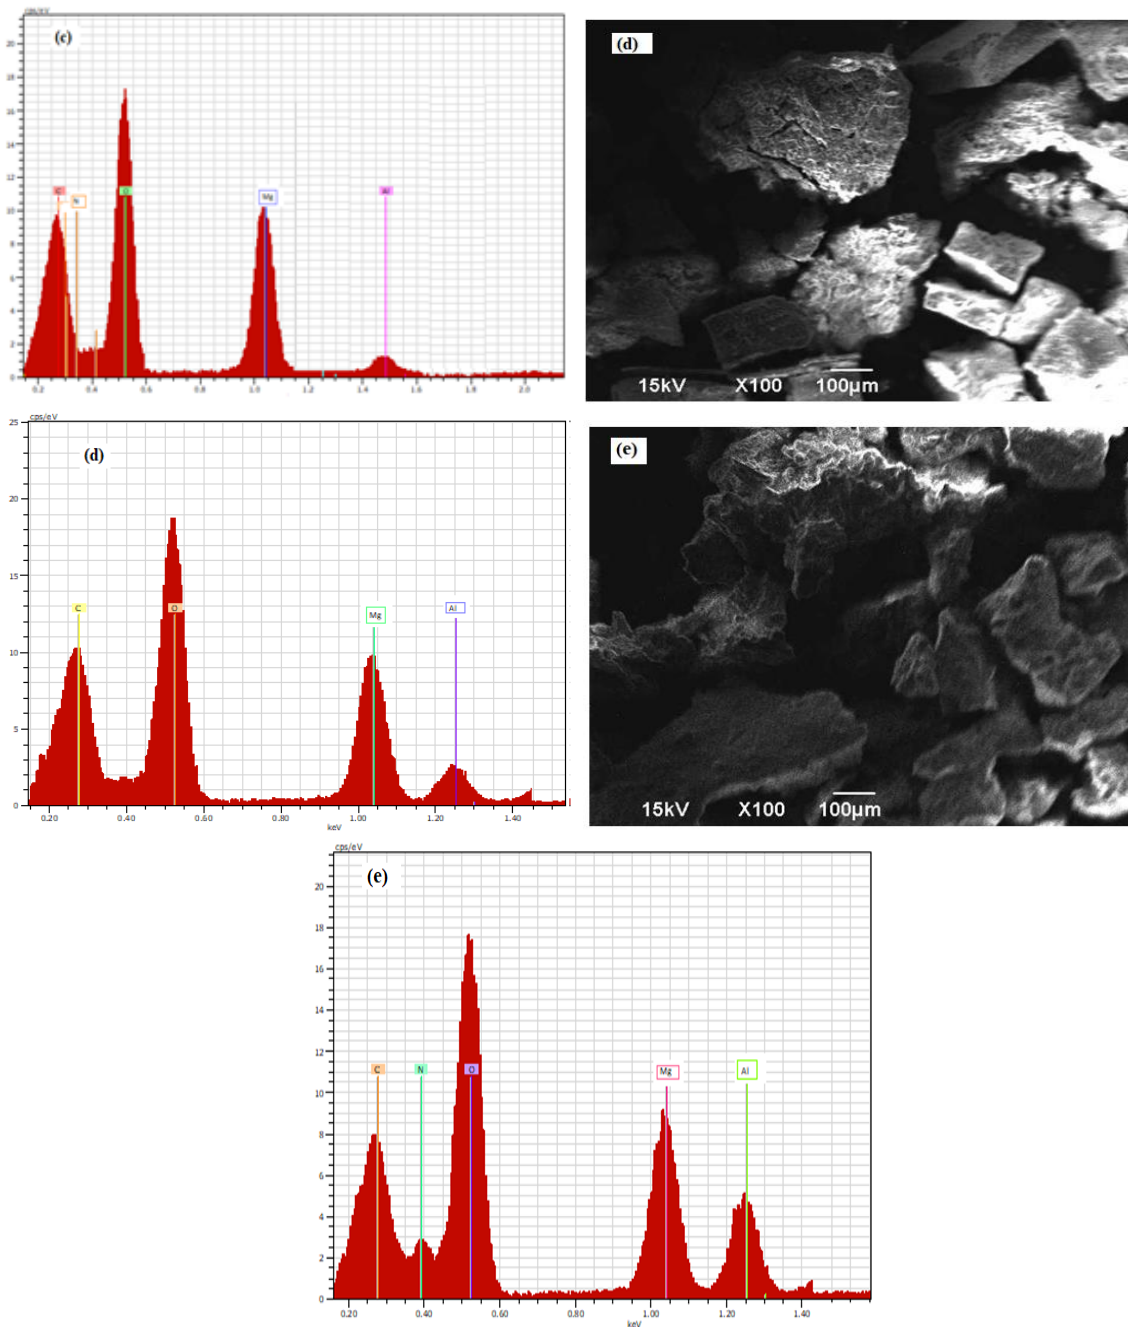 cps/eV
(c)
20
18
16
14
12
10
8
6
4
2
0
C
N
O
Mg
Al
0.2
0.4
0.6
0.8
1.0
1.2
1.4
1.6
1.8
2.0
(d)
15kV X100 100µm
cps/eV
(d)
25
20
15
10
5
0
C
O
Mg
Al
0.20 0.40 0.60 0.80 1.00 1.20 1.40
keV
(e)
15kV X100 100µm
cps/eV
(e)
20
18
16
14
12
10
8
6
4
2
0
C
N
O
Mg
Al
0.20 0.40 0.60 0.80 1.00 1.20 1.40
keV